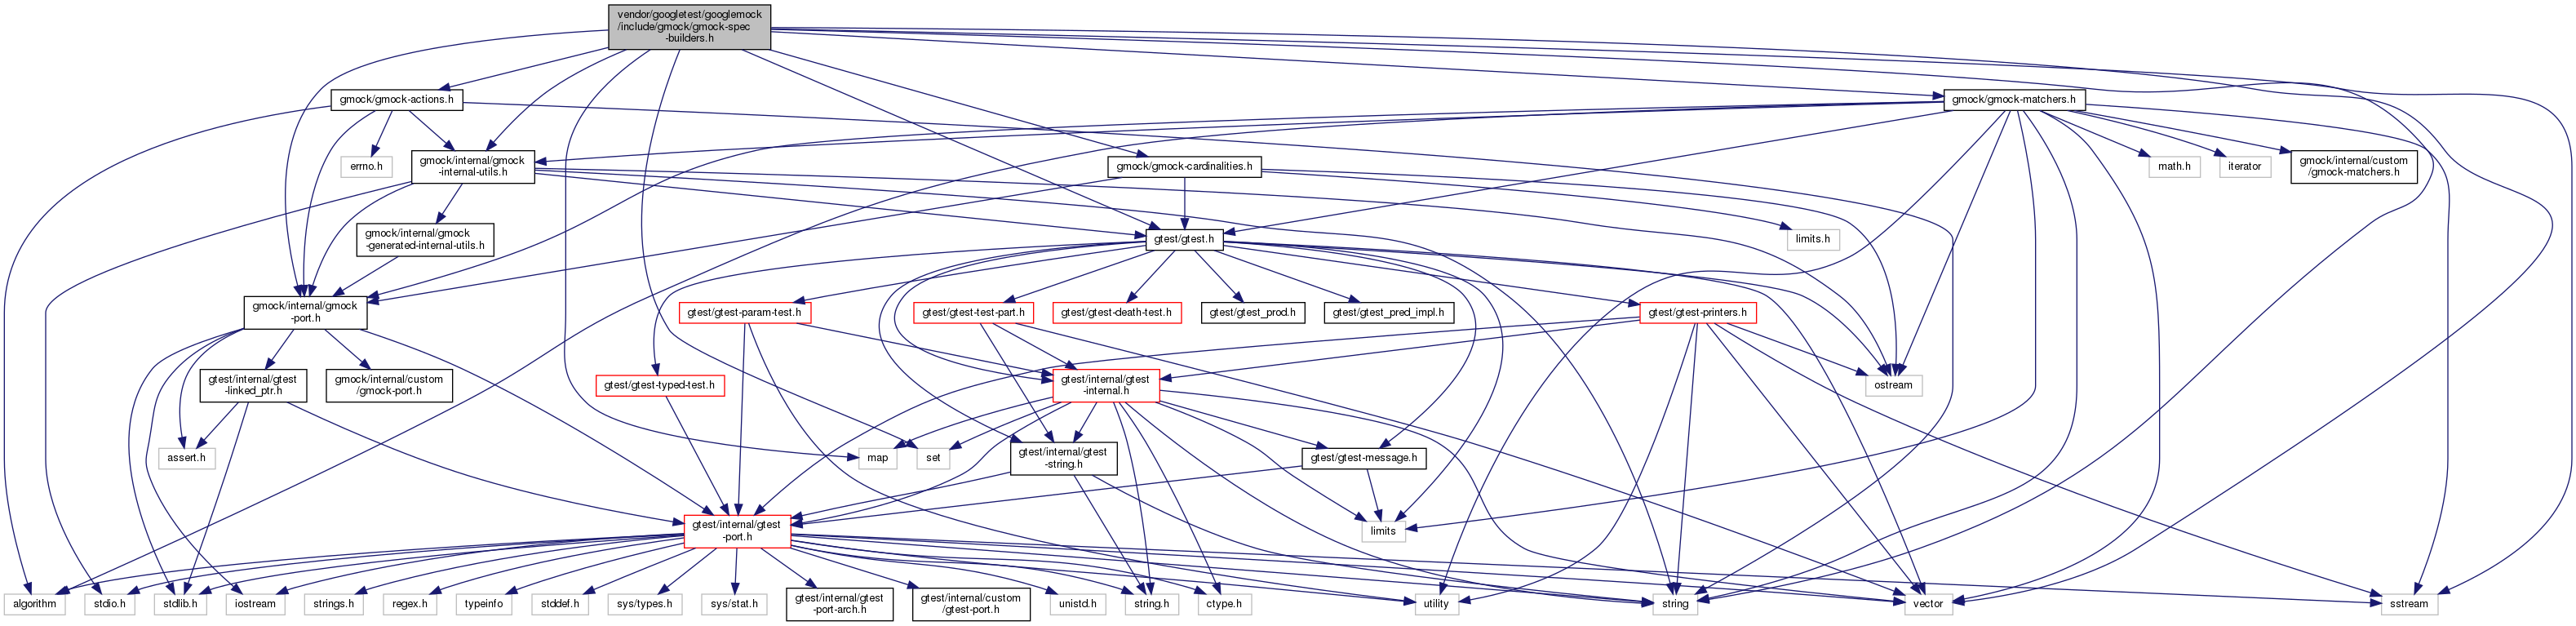 vendor/googletest/googlemock
/include/gmock/gmock-spec
-builders.h
gmock/gmock-actions.h
gmock/gmock-matchers.h
errno.h
gmock/internal/gmock
-internal-utils.h
gmock/gmock-cardinalities.h
math.h
iterator
gmock/internal/custom
/gmock-matchers.h
gmock/internal/gmock
-generated-internal-utils.h
gtest/gtest.h
limits.h
gmock/internal/gmock
-port.h
gtest/gtest-param-test.h
gtest/gtest-test-part.h
gtest/gtest-death-test.h
gtest/gtest_prod.h
gtest/gtest_pred_impl.h
gtest/gtest-printers.h
gtest/internal/gtest
-linked_ptr.h
gmock/internal/custom
/gmock-port.h
gtest/gtest-typed-test.h
gtest/internal/gtest
-internal.h
ostream
assert.h
map
set
gtest/internal/gtest
-string.h
gtest/gtest-message.h
gtest/internal/gtest
-port.h
limits
algorithm
stdio.h
stdlib.h
iostream
strings.h
regex.h
typeinfo
stddef.h
sys/types.h
sys/stat.h
gtest/internal/gtest
-port-arch.h
gtest/internal/custom
/gtest-port.h
unistd.h
string.h
ctype.h
utility
string
vector
sstream